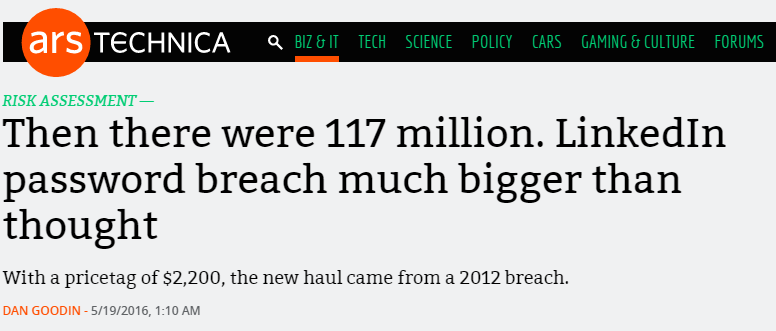 ars TECHNICA BIZ & IT TECH SCIENCE POLICY CARS GAMING & CULTURE FORUMS
RISK ASSESSMENT —
Then there were 117 million. LinkedIn
password breach much bigger than
thought
With a pricetag of $2,200, the new haul came from a 2012 breach.
DAN GOODIN - 5/19/2016, 1:10 AM